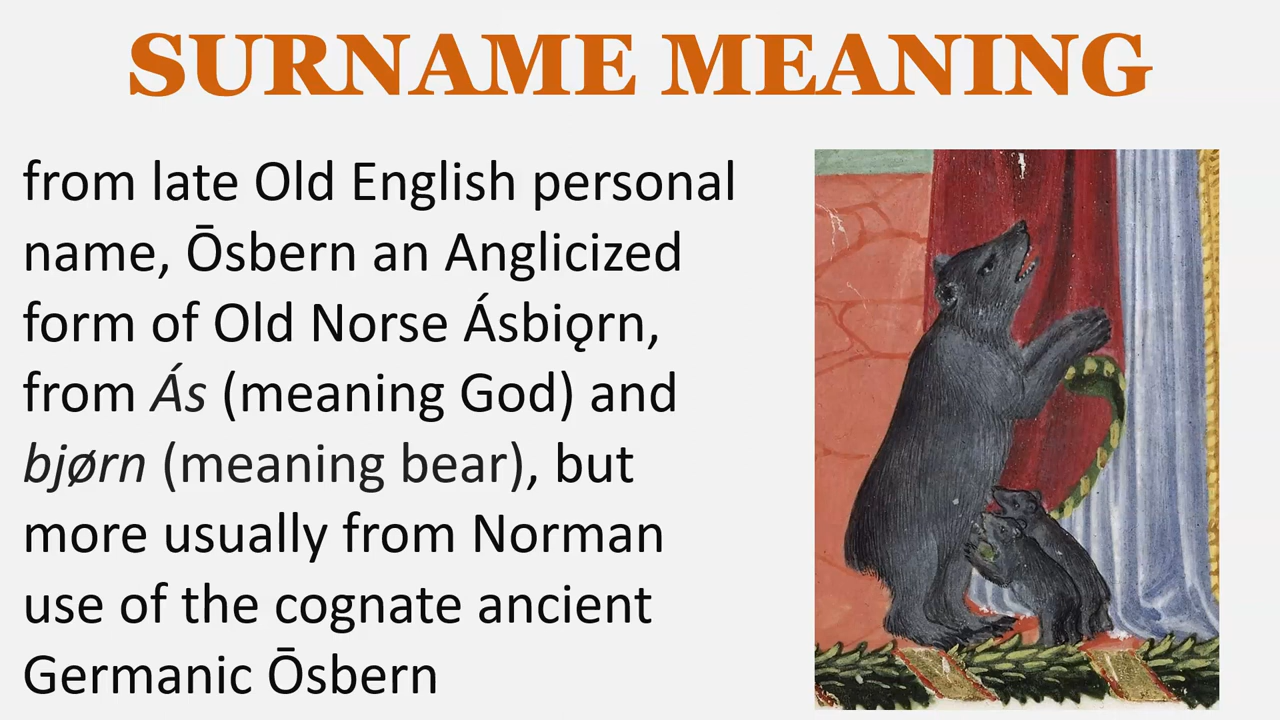 SURNAME MEANING
from late Old English personal
name, Ōsbern an Anglicized
form of Old Norse Ásbiǫrn,
from Ás (meaning God) and
bjørn (meaning bear), but
more usually from Norman
use of the cognate ancient
Germanic Ōsbern